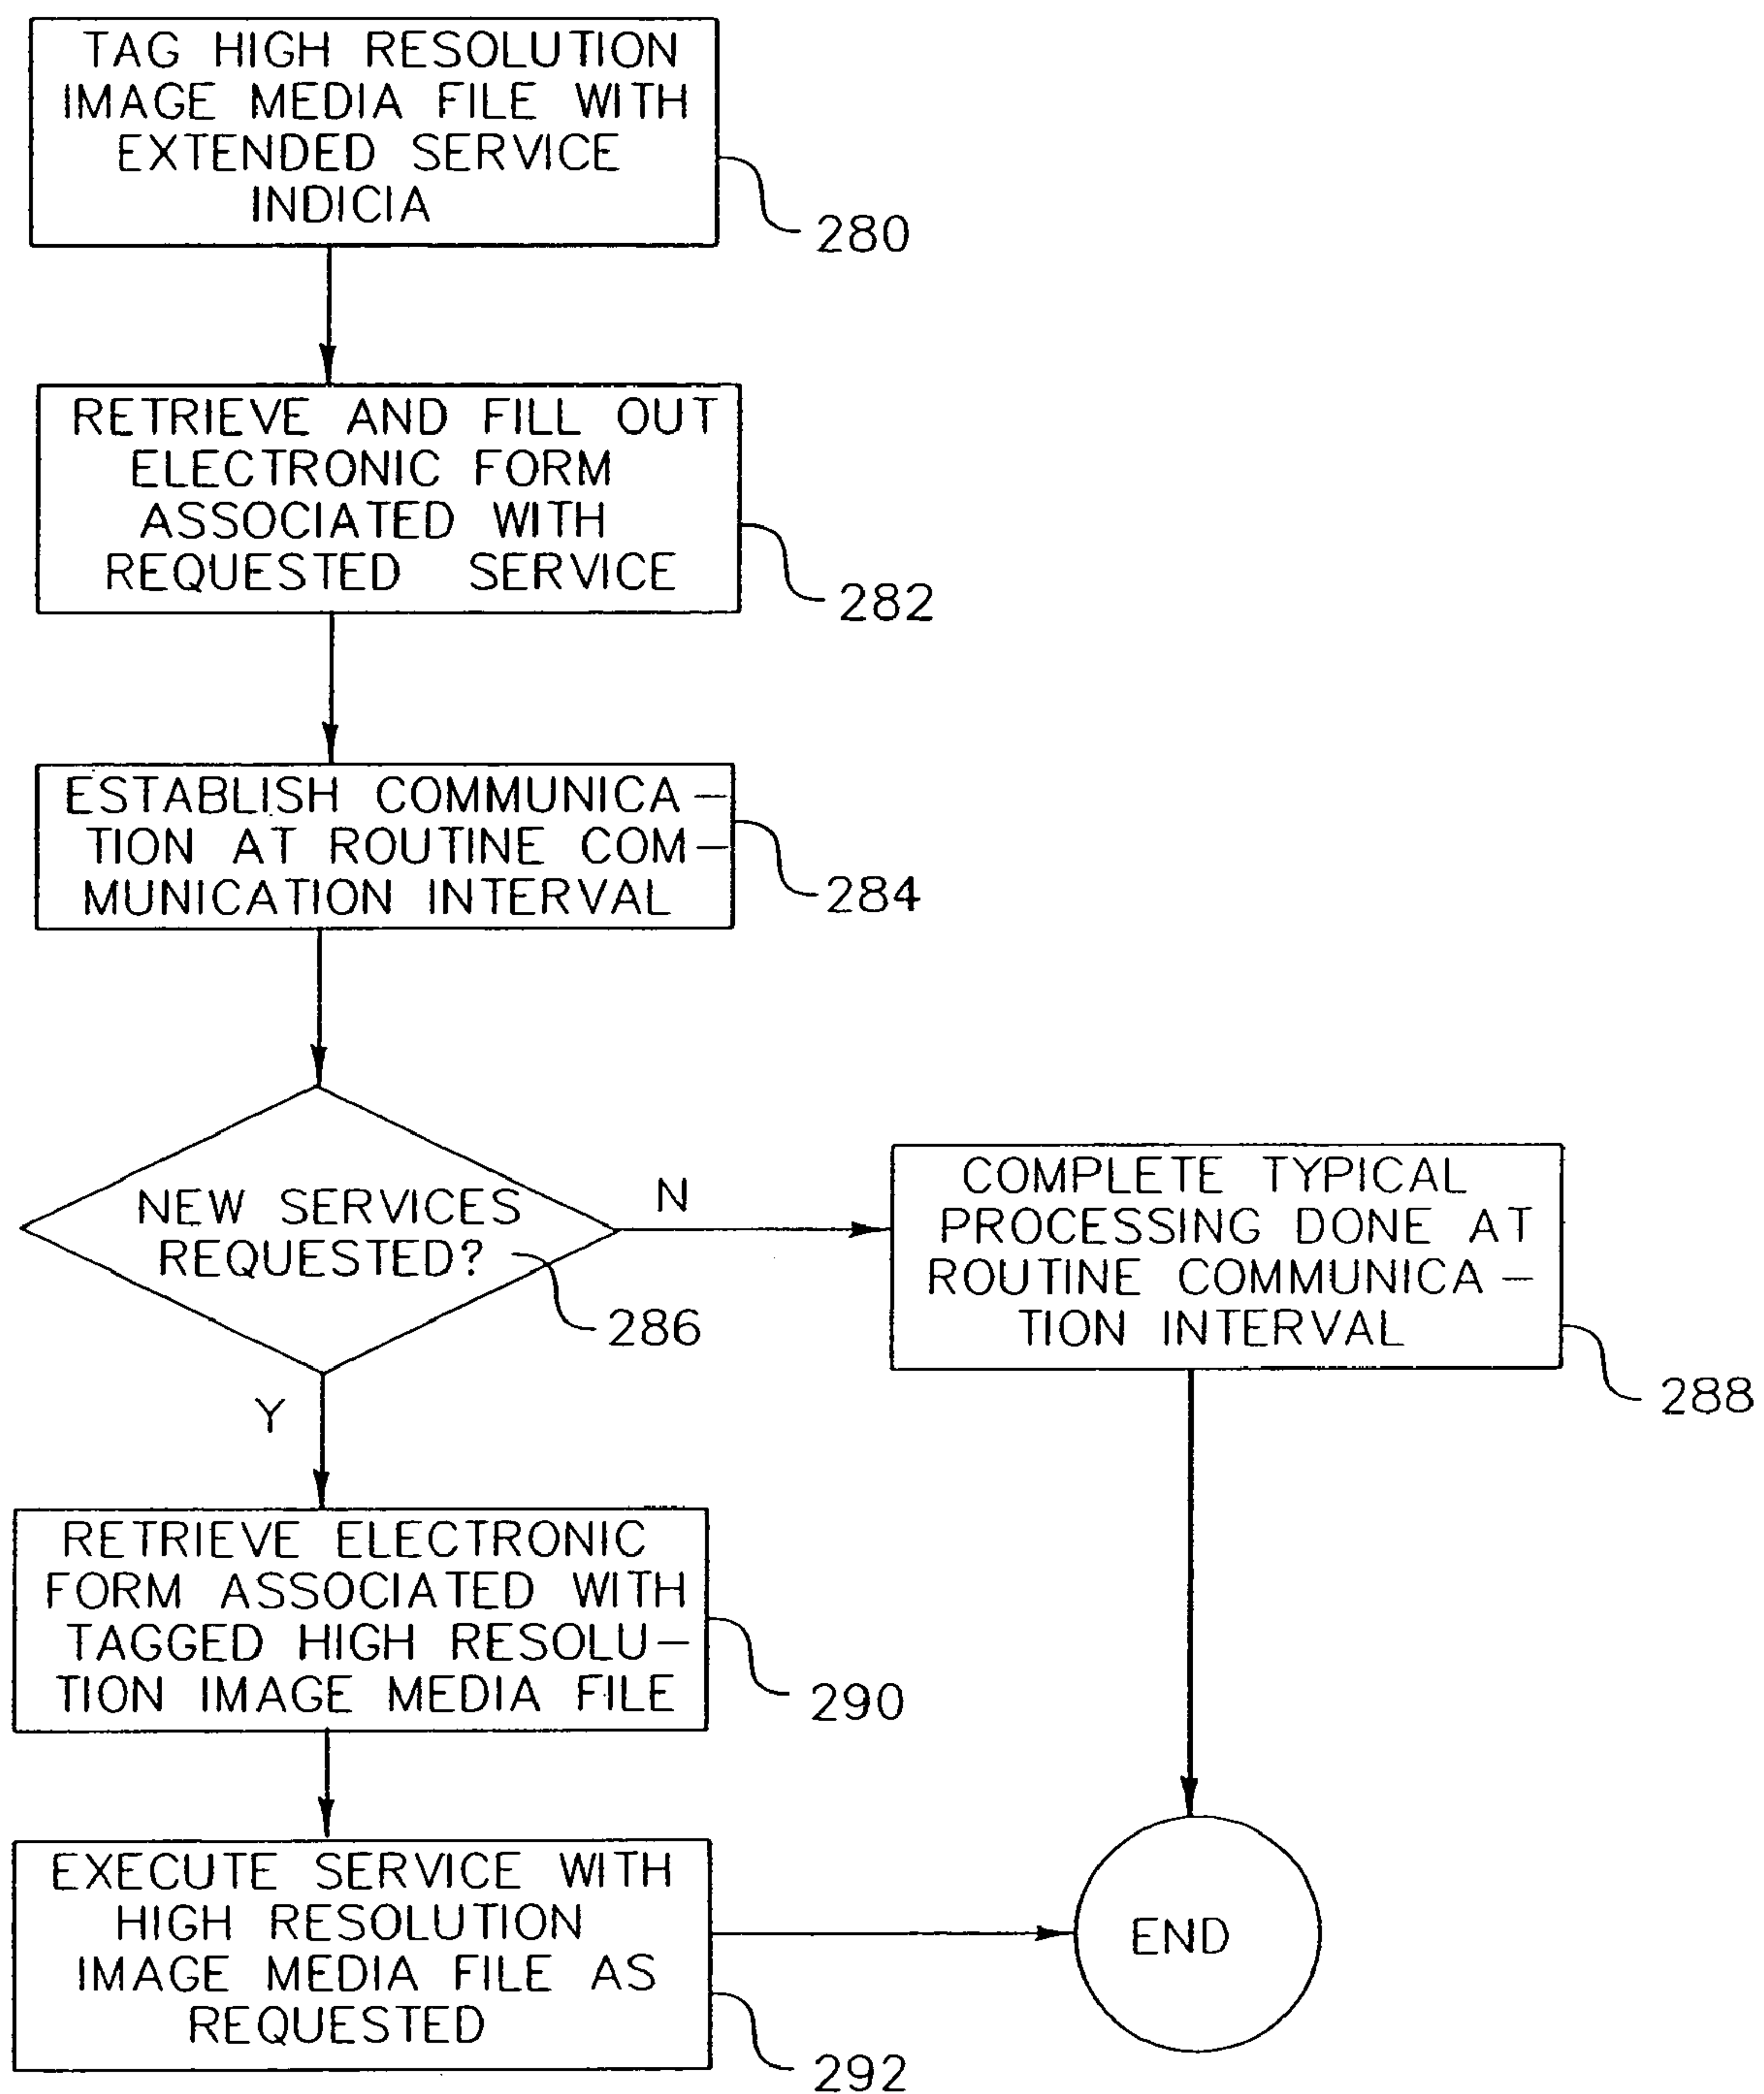 TAG HIGH RESOLUTION
IMAGE MEDIA FILE WITH
EXTENDED SERVICE
INDICIA
280
RETRIEVE AND FILL OUT
ELECTRONIC FORM
ASSOCIATED WITH
REQUESTED SERVICE
282
ESTABLISH COMMUNICA-
TION AT ROUTINE COM-
MUNICATION INTERVAL
284
NEW SERVICES
REQUESTED?
286
N
COMPLETE TYPICAL
PROCESSING DONE AT
ROUTINE COMMUNICA-
TION INTERVAL
288
Y
RETRIEVE ELECTRONIC
FORM ASSOCIATED WITH
TAGGED HIGH RESOLU-
TION IMAGE MEDIA FILE
290
EXECUTE SERVICE WITH
HIGH RESOLUTION
IMAGE MEDIA FILE AS
REQUESTED
292
END